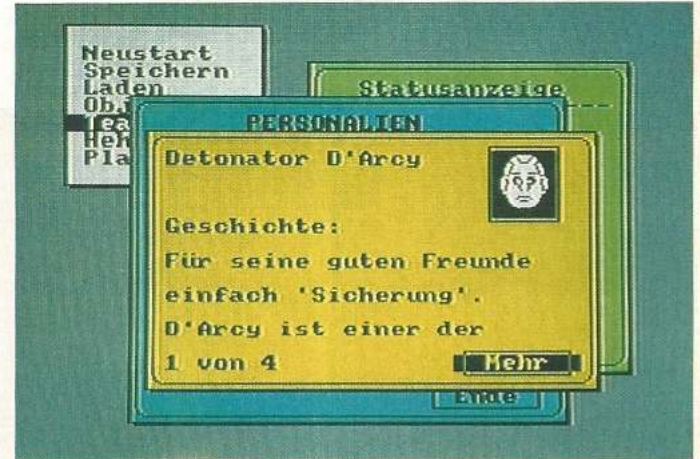 Neustart
Speichern
Laden
Statusanzeige
PERSONALIEN
Detonator D'Arcy
Geschichte:
Für seine guten Freunde
einfach 'Sicherung'.
D'Arcy ist einer der
1 von 4
Mehr
Ende